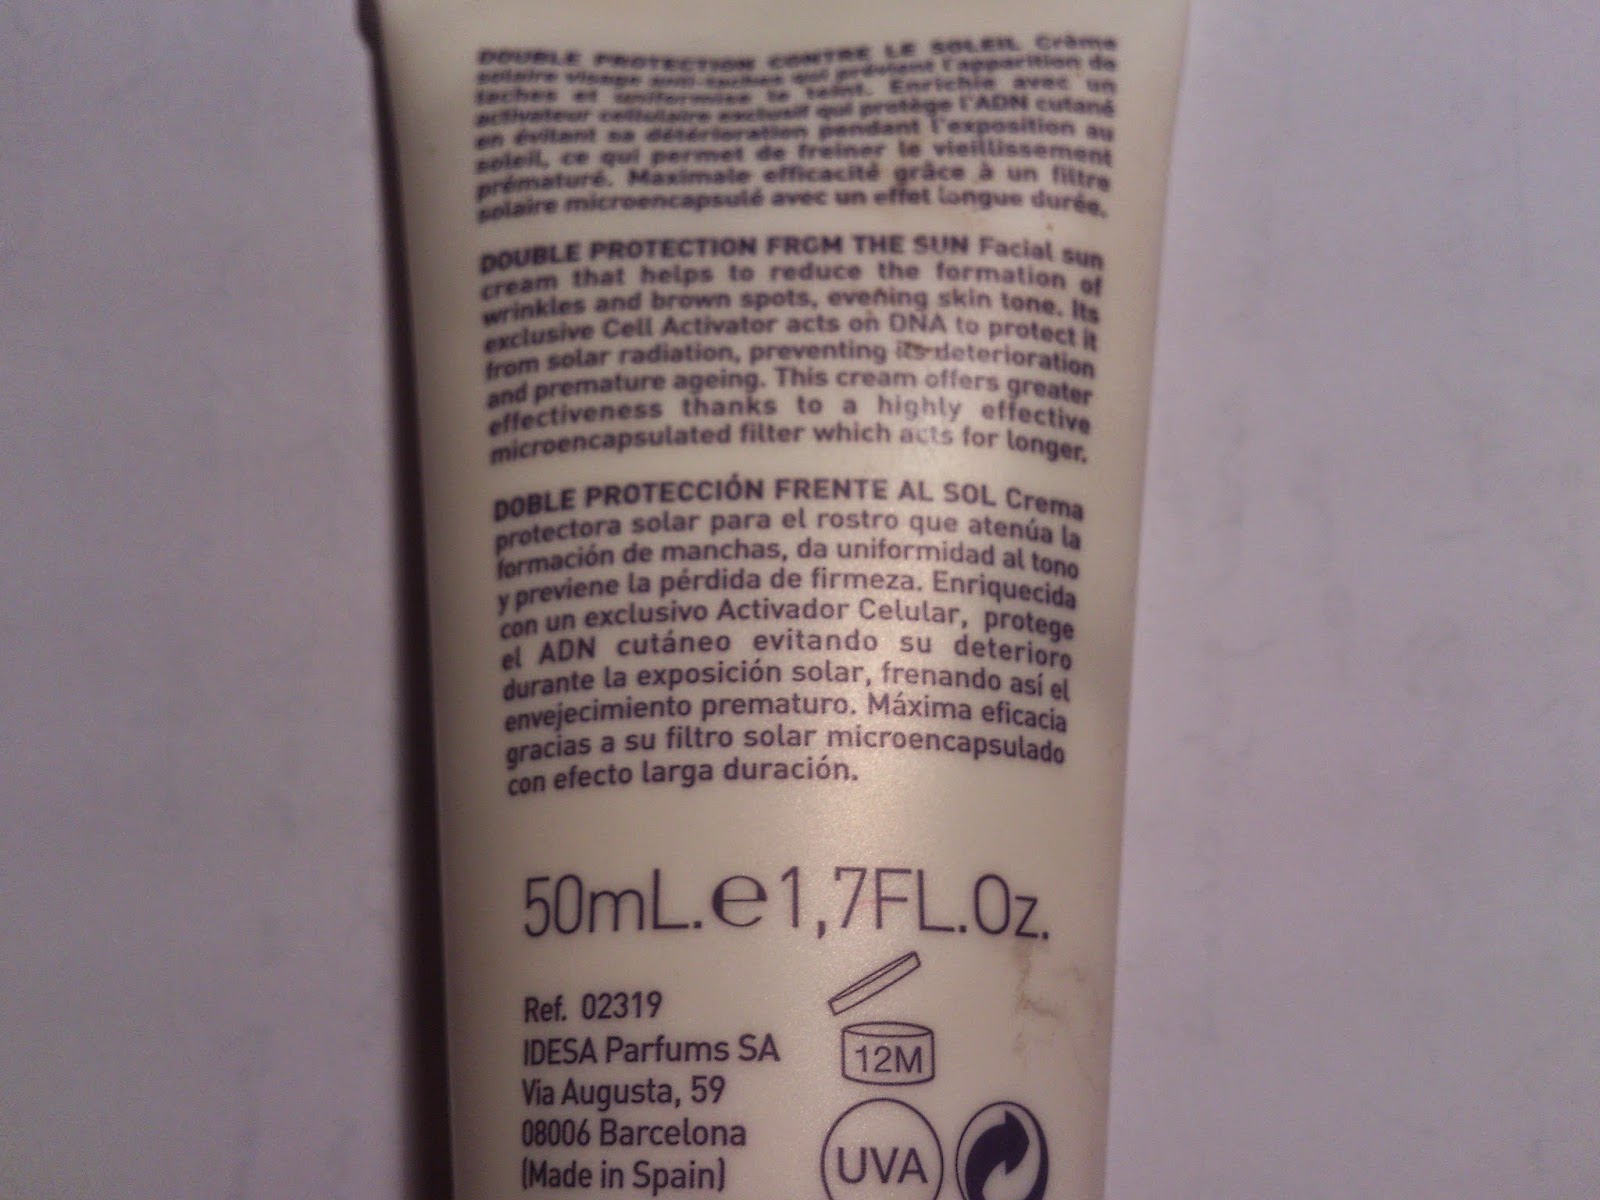 DOUBLE PROTECTION CONTRE LE SOLEIL Crème
solaire visage anti-taches qui prévient l'apparition de
taches et uniformise le teint. Enrichie avec un
activateur cellulaire exclusif qui protège l'ADN cutané
en évitant sa détérioration pendant l'exposition au
soleil, ce qui permet de freiner le vieillissement
prématuré. Maximale efficacité grâce à un filtre
solaire microencapsulé avec un effet longue durée.
DOUBLE PROTECTION FROM THE SUN Facial sun
cream that helps to reduce the formation of
wrinkles and brown spots, evening skin tone. Its
exclusive Cell Activator acts on DNA to protect it
from solar radiation, preventing its deterioration
and premature ageing. This cream offers greater
effectiveness thanks to a highly effective
microencapsulated filter which acts for longer.
DOBLE PROTECCIÓN FRENTE AL SOL Crema
protectora solar para el rostro que atenúa la
formación de manchas, da uniformidad al tono
y previene la pérdida de firmeza. Enriquecida
con un exclusivo Activador Celular, protege
el ADN cutáneo evitando su deterioro
durante la exposición solar, frenando así el
envejecimiento prematuro. Máxima eficacia
gracias a su filtro solar microencapsulado
con efecto larga duración.
50mL.e1,7FL.Oz.
Ref. 02319
IDESA Parfums SA
Via Augusta, 59
08006 Barcelona
(Made in Spain)
12M
UVA